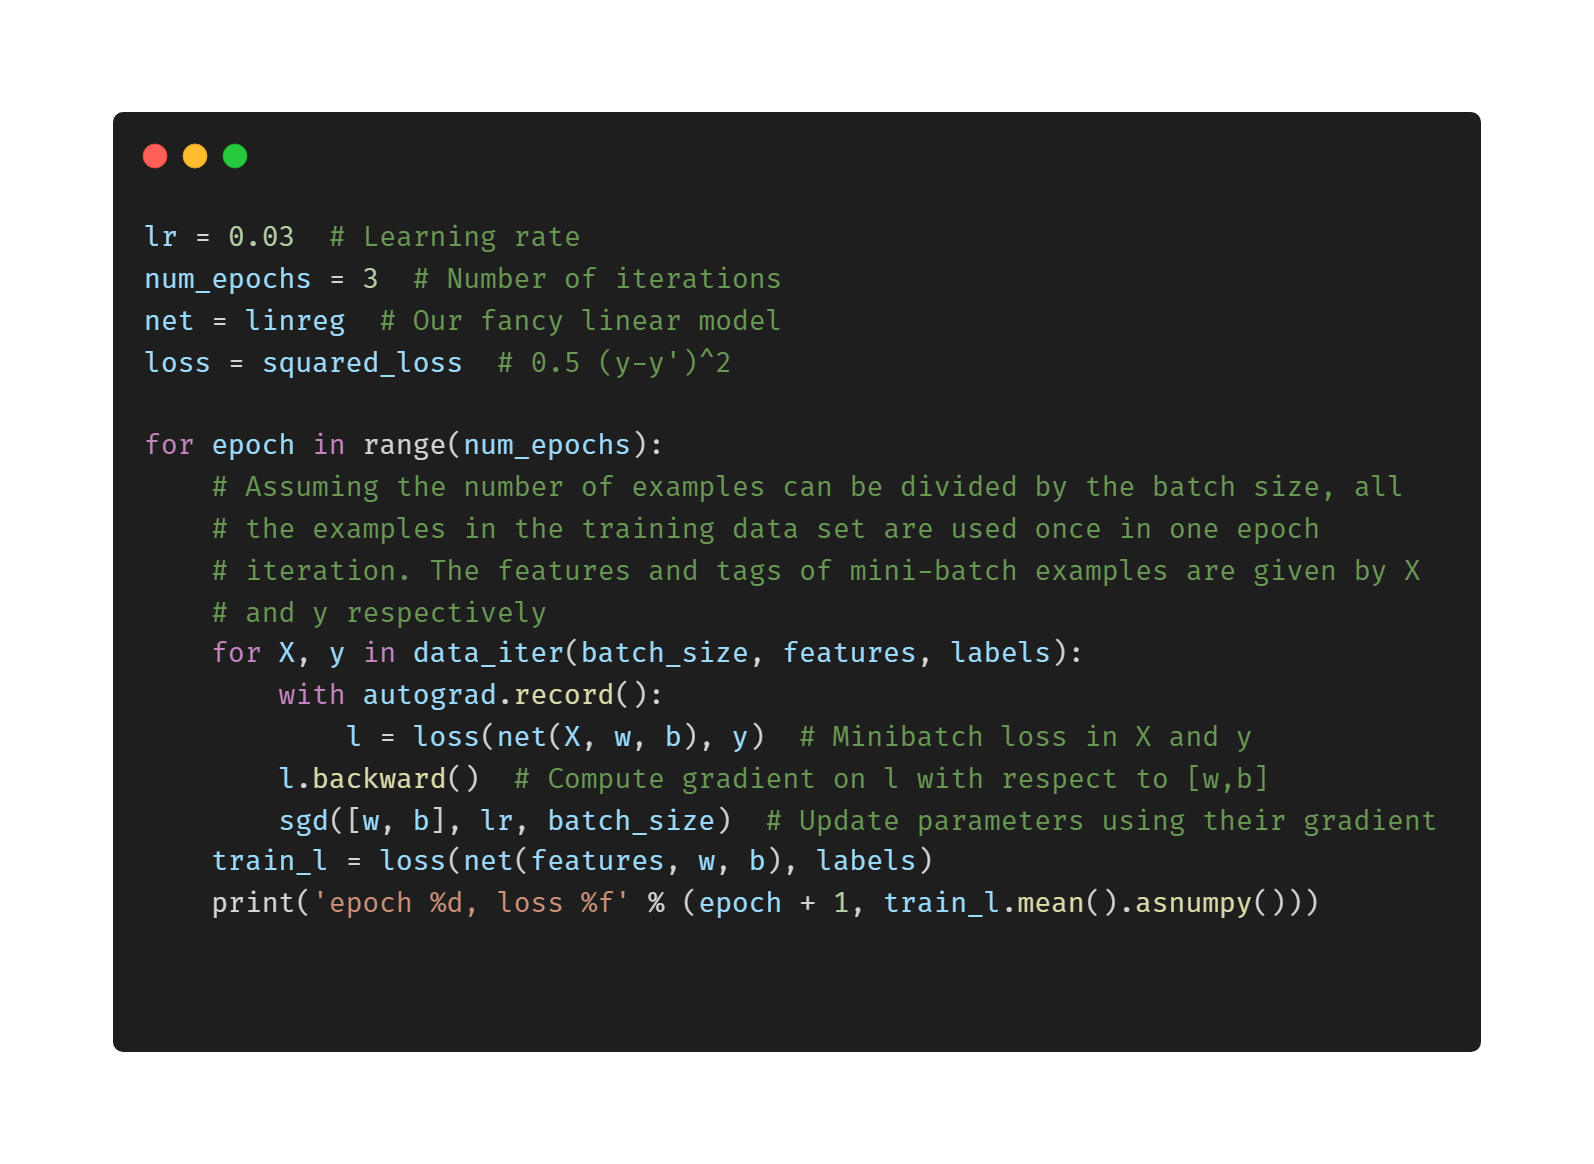 lr = 0.03  # Learning rate
num_epochs = 3  # Number of iterations
net = linreg  # Our fancy linear model
loss = squared_loss  # 0.5 (y-y')^2

for epoch in range(num_epochs):
    # Assuming the number of examples can be divided by the batch size, all
    # the examples in the training data set are used once in one epoch
    # iteration. The features and tags of mini-batch examples are given by X
    # and y respectively
    for X, y in data_iter(batch_size, features, labels):
        with autograd.record():
            l = loss(net(X, w, b), y)  # Minibatch loss in X and y
        l.backward()  # Compute gradient on l with respect to [w,b]
        sgd([w, b], lr, batch_size)  # Update parameters using their gradient
    train_l = loss(net(features, w, b), labels)
    print('epoch %d, loss %f' % (epoch + 1, train_l.mean().asnumpy()))